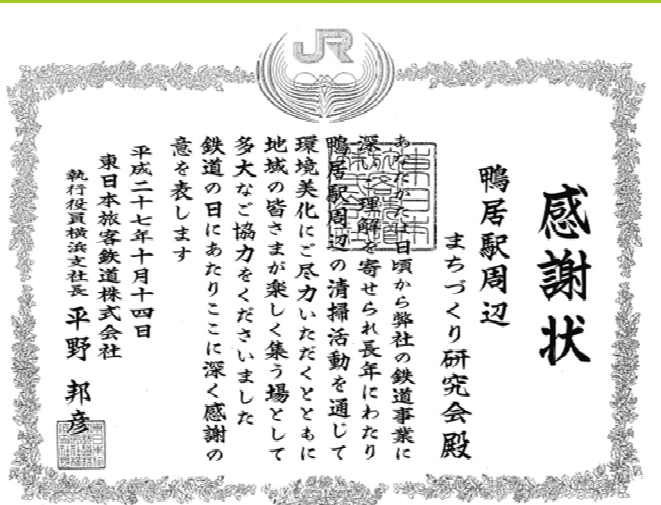 JR
感謝状
鴨居駅周辺
まちづくり研究会殿
あなたがたは日頃から弊社の鉄道事業に
深い理解を寄せられ長年にわたり
鴨居駅周辺の清掃活動を通じて
環境美化にご尽力いただくとともに
地域の皆さまが楽しく集う場として
多大なご協力をくださいました
鉄道の日にあたりここに深く感謝の
意を表します
平成二十七年十月十四日
東日本旅客鉄道株式会社
執行役員横浜支社長 平野 邦彦